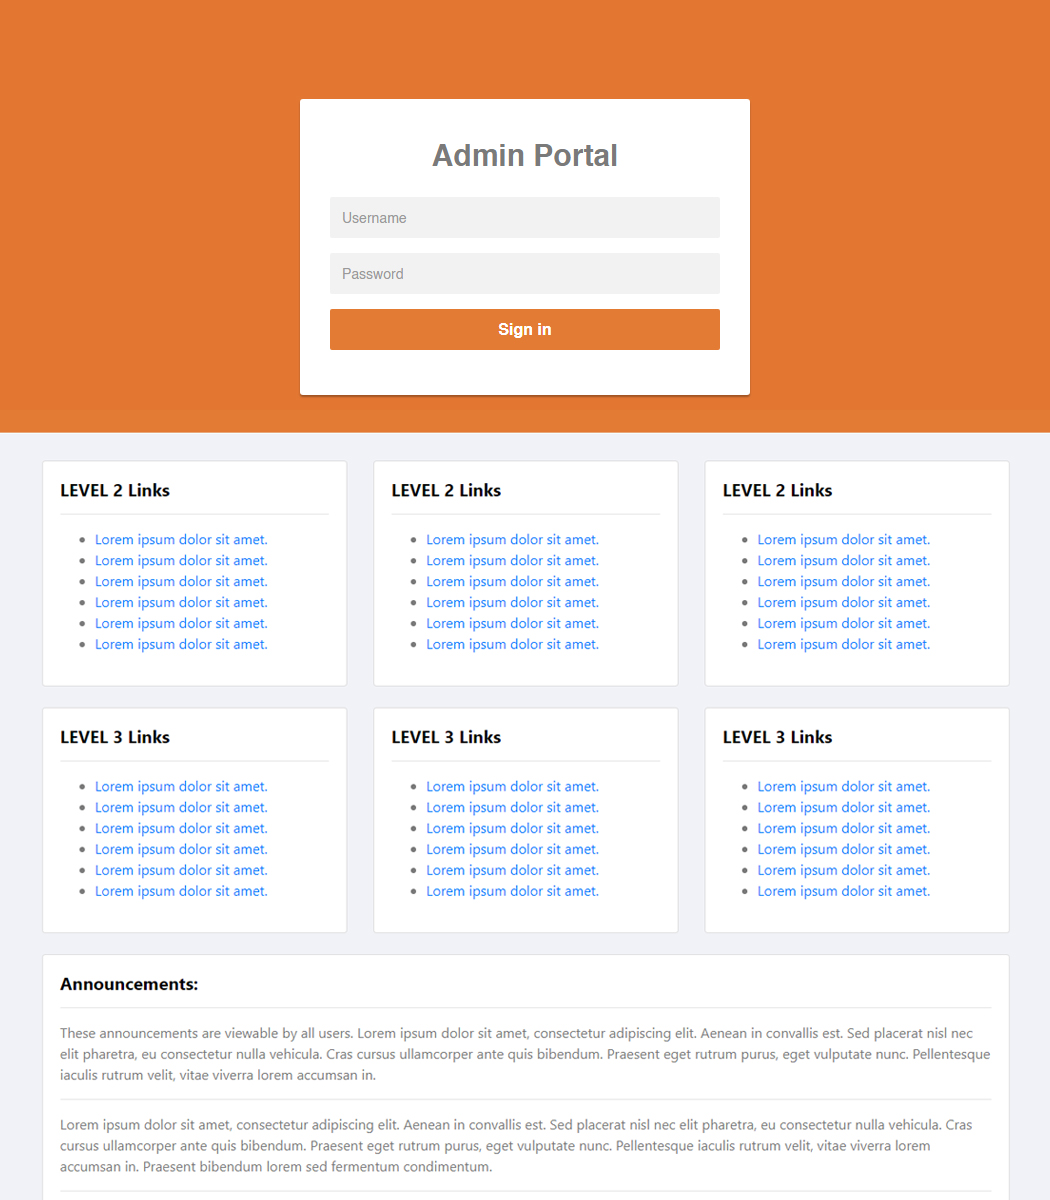 Admin Portal
Username
Password
Sign in
LEVEL 2 Links
• Lorem ipsum dolor sit amet.
• Lorem ipsum dolor sit amet.
• Lorem ipsum dolor sit amet.
• Lorem ipsum dolor sit amet.
• Lorem ipsum dolor sit amet.
• Lorem ipsum dolor sit amet.
LEVEL 2 Links
• Lorem ipsum dolor sit amet.
• Lorem ipsum dolor sit amet.
• Lorem ipsum dolor sit amet.
• Lorem ipsum dolor sit amet.
• Lorem ipsum dolor sit amet.
• Lorem ipsum dolor sit amet.
LEVEL 2 Links
• Lorem ipsum dolor sit amet.
• Lorem ipsum dolor sit amet.
• Lorem ipsum dolor sit amet.
• Lorem ipsum dolor sit amet.
• Lorem ipsum dolor sit amet.
• Lorem ipsum dolor sit amet.
LEVEL 3 Links
• Lorem ipsum dolor sit amet.
• Lorem ipsum dolor sit amet.
• Lorem ipsum dolor sit amet.
• Lorem ipsum dolor sit amet.
• Lorem ipsum dolor sit amet.
• Lorem ipsum dolor sit amet.
LEVEL 3 Links
• Lorem ipsum dolor sit amet.
• Lorem ipsum dolor sit amet.
• Lorem ipsum dolor sit amet.
• Lorem ipsum dolor sit amet.
• Lorem ipsum dolor sit amet.
• Lorem ipsum dolor sit amet.
LEVEL 3 Links
• Lorem ipsum dolor sit amet.
• Lorem ipsum dolor sit amet.
• Lorem ipsum dolor sit amet.
• Lorem ipsum dolor sit amet.
• Lorem ipsum dolor sit amet.
• Lorem ipsum dolor sit amet.
Announcements:
These announcements are viewable by all users. Lorem ipsum dolor sit amet, consectetur adipiscing elit. Aenean in convallis est. Sed placerat nisl nec
elit pharetra, eu consectetur nulla vehicula. Cras cursus ullamcorper ante quis bibendum. Praesent eget rutrum purus, eget vulputate nunc. Pellentesque
iaculis rutrum velit, vitae viverra lorem accumsan in.
Lorem ipsum dolor sit amet, consectetur adipiscing elit. Aenean in convallis est. Sed placerat nisl nec elit pharetra, eu consectetur nulla vehicula. Cras
cursus ullamcorper ante quis bibendum. Praesent eget rutrum purus, eget vulputate nunc. Pellentesque iaculis rutrum velit, vitae viverra lorem
accumsan in. Praesent bibendum lorem sed fermentum condimentum.